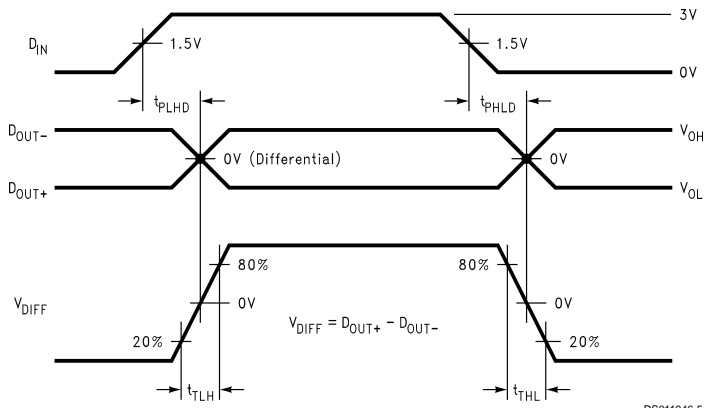 3V
D_IN
1.5V
1.5V
0V
t_PLHD
t_PHLD
D_OUT-
V_OH
0V (Differential)
0V
D_OUT+
V_OL
80%
80%
V_DIFF
0V
V_DIFF = D_OUT+ - D_OUT-
0V
20%
20%
t_TLH
t_THL